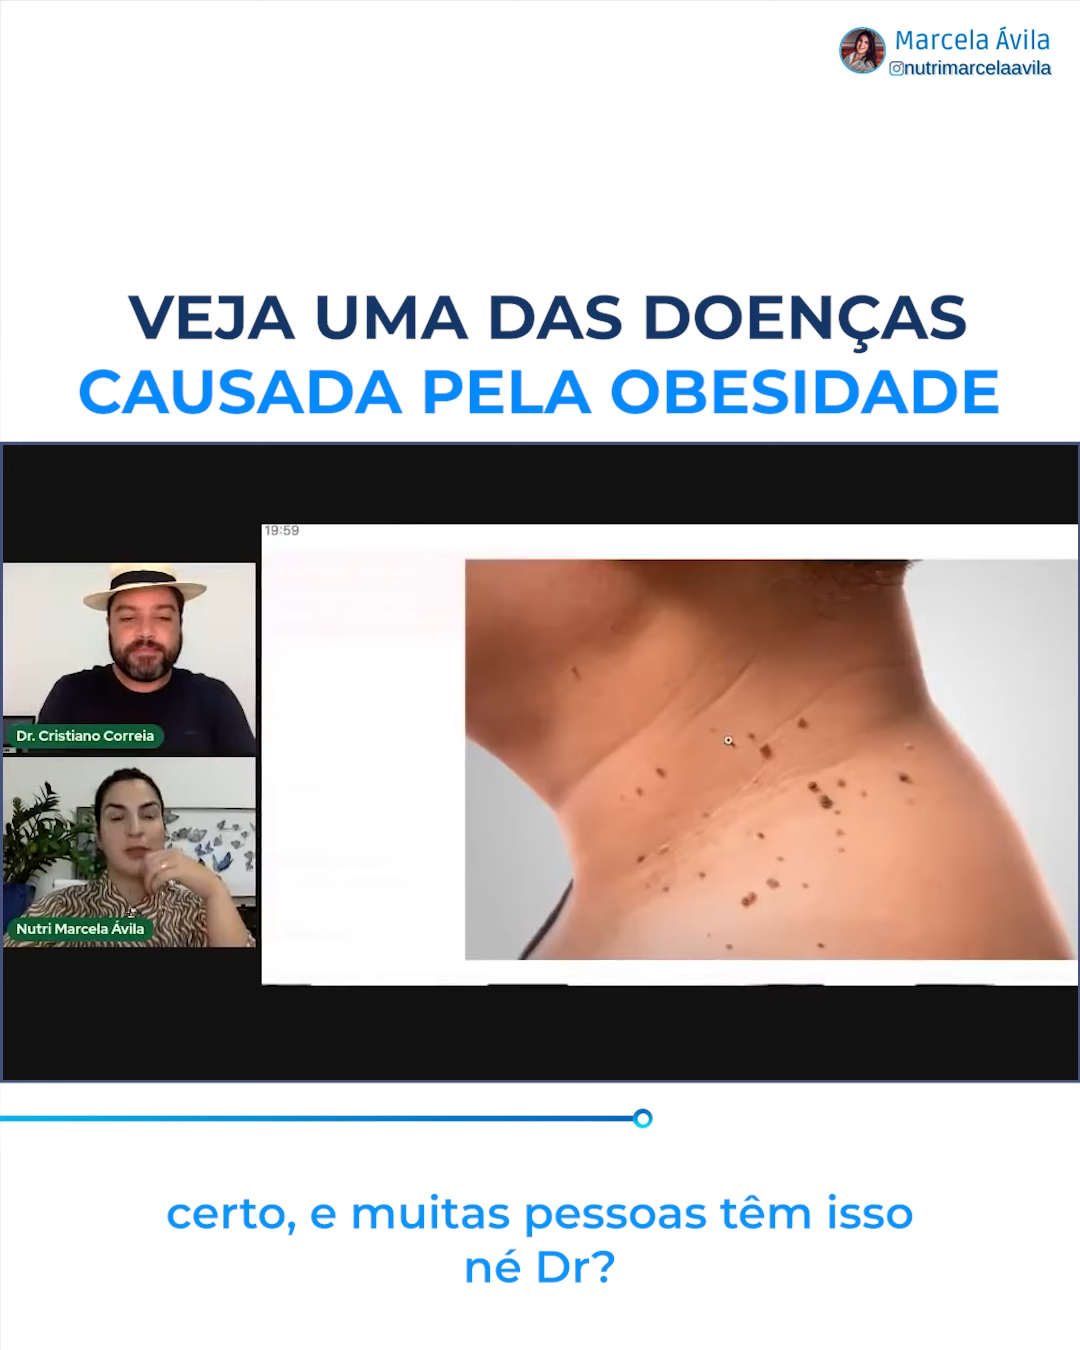 Marcela Ávila
nutrimarcelaavila
VEJA UMA DAS DOENÇAS
CAUSADA PELA OBESIDADE
19:59
Dr. Cristiano Correia
Nutri Marcela Ávila
certo, e muitas pessoas têm isso
né Dr?